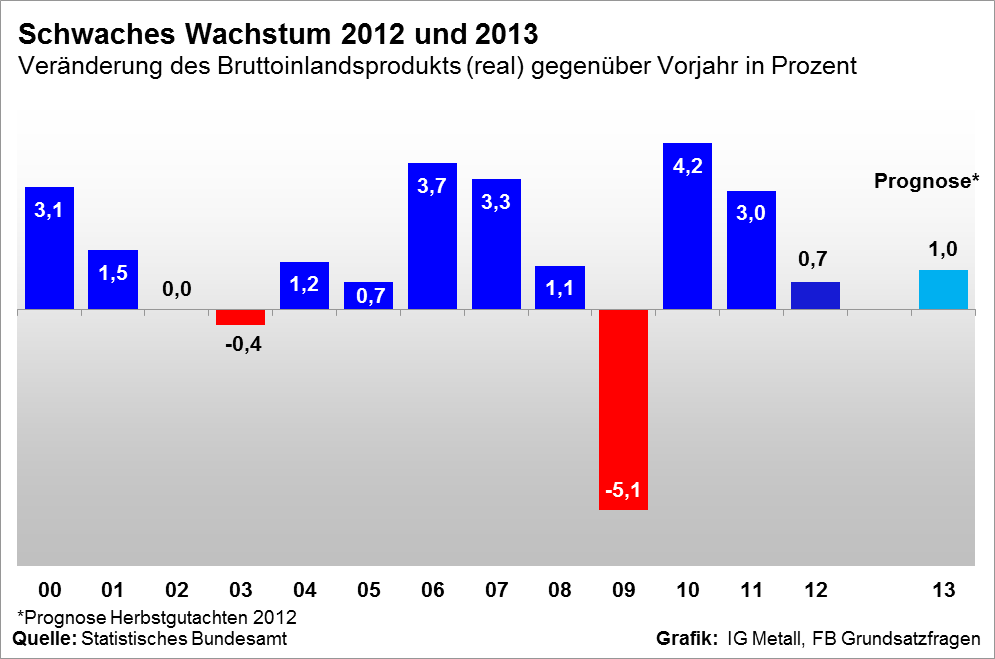 Schwaches Wachstum 2012 und 2013
Veränderung des Bruttoinlandsprodukts (real) gegenüber Vorjahr in Prozent
3,1
1,5
0,0
-0,4
1,2
0,7
3,7
3,3
1,1
-5,1
4,2
3,0
0,7
Prognose*
1,0
00 01 02 03 04 05 06 07 08 09 10 11 12 13
*Prognose Herbstgutachten 2012
Quelle: Statistisches Bundesamt
Grafik: IG Metall, FB Grundsatzfragen